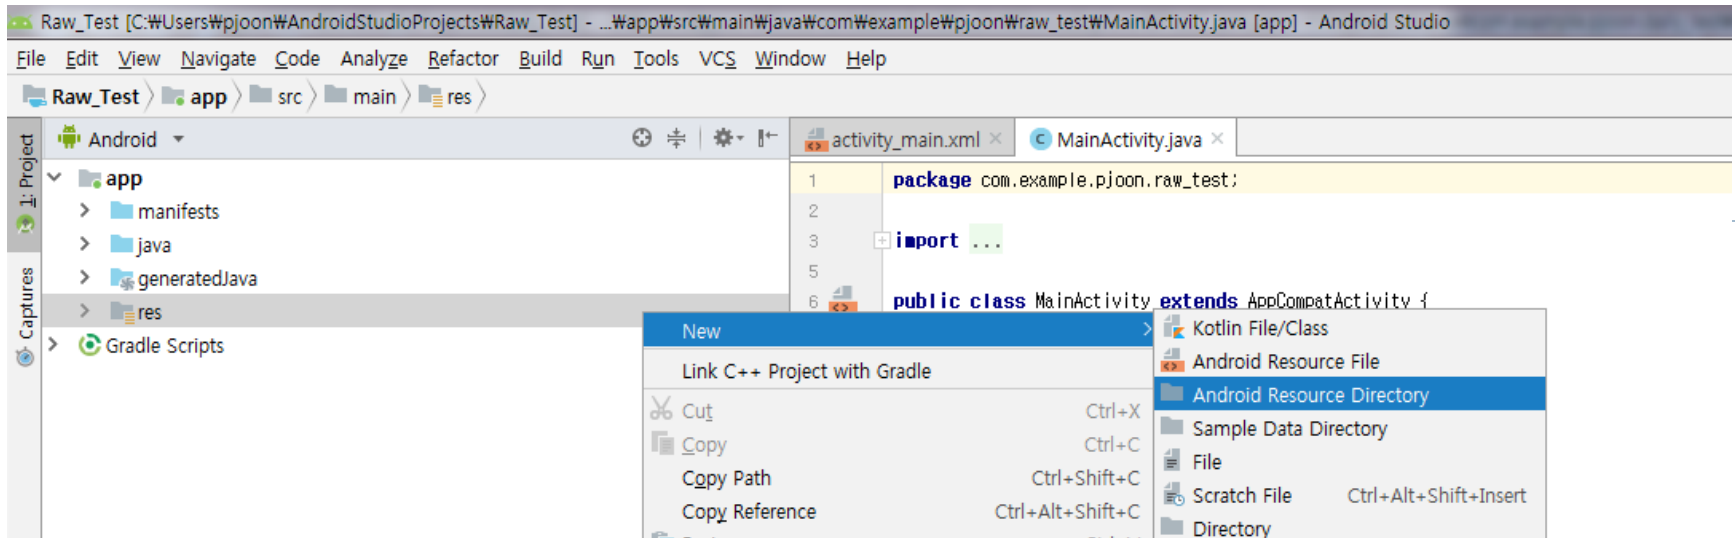 Raw_Test [C:₩Users₩pjoon₩AndroidStudioProjects₩Raw_Test] - ...₩app₩src₩main₩java₩com₩example₩pjoon₩raw_test₩MainActivity.java [app] - Android Studio
File Edit View Navigate Code Analyze Refactor Build Run Tools VCS Window Help
Raw_Test app src main res
1: Project
Captures
Android
app
manifests
java
generatedJava
res
Gradle Scripts
activity_main.xml MainActivity.java
1 package com.example.pjoon.raw_test;
2
3 import ...
5
6 public class MainActivity extends AppCompatActivity {
New
Link C++ Project with Gradle
Cut Ctrl+X
Copy Ctrl+C
Copy Path Ctrl+Shift+C
Copy Reference Ctrl+Alt+Shift+C
Kotlin File/Class
Android Resource File
Android Resource Directory
Sample Data Directory
File
Scratch File Ctrl+Alt+Shift+Insert
Directory